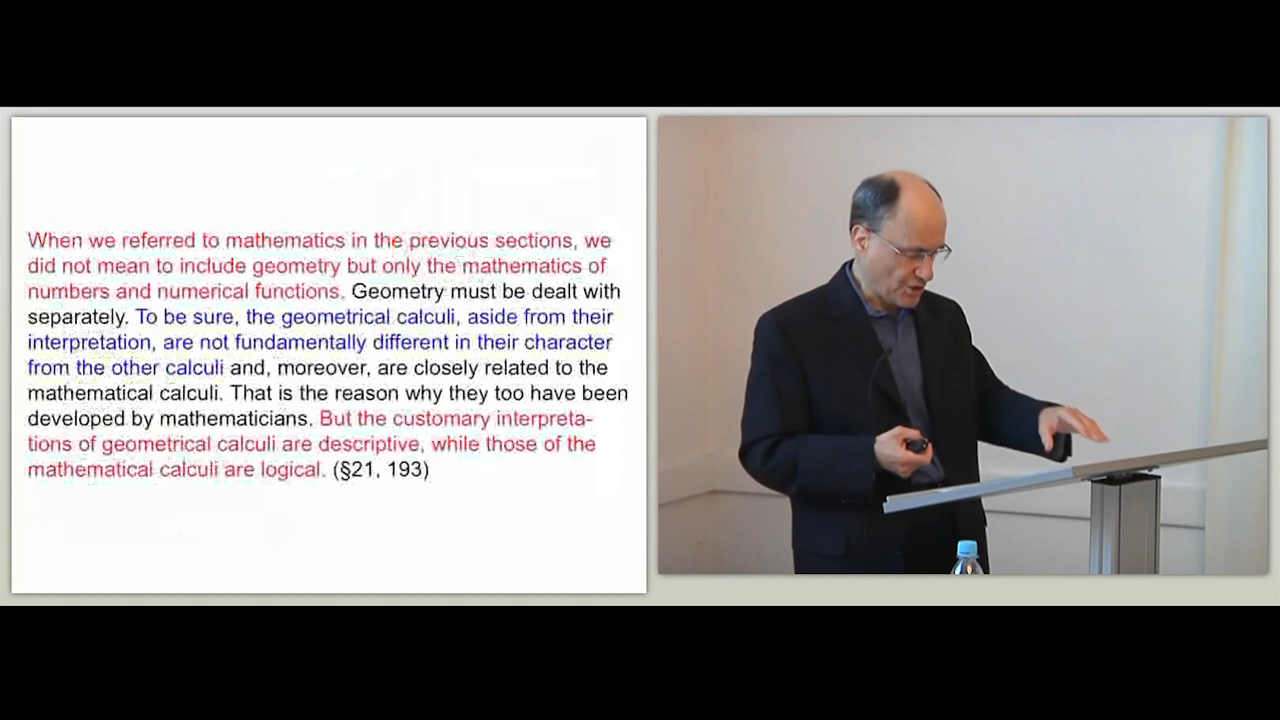 When we referred to mathematics in the previous sections, we
did not mean to include geometry but only the mathematics of
numbers and numerical functions. Geometry must be dealt with
separately. To be sure, the geometrical calculi, aside from their
interpretation, are not fundamentally different in their character
from the other calculi and, moreover, are closely related to the
mathematical calculi. That is the reason why they too have been
developed by mathematicians. But the customary interpreta-
tions of geometrical calculi are descriptive, while those of the
mathematical calculi are logical. (§21, 193)